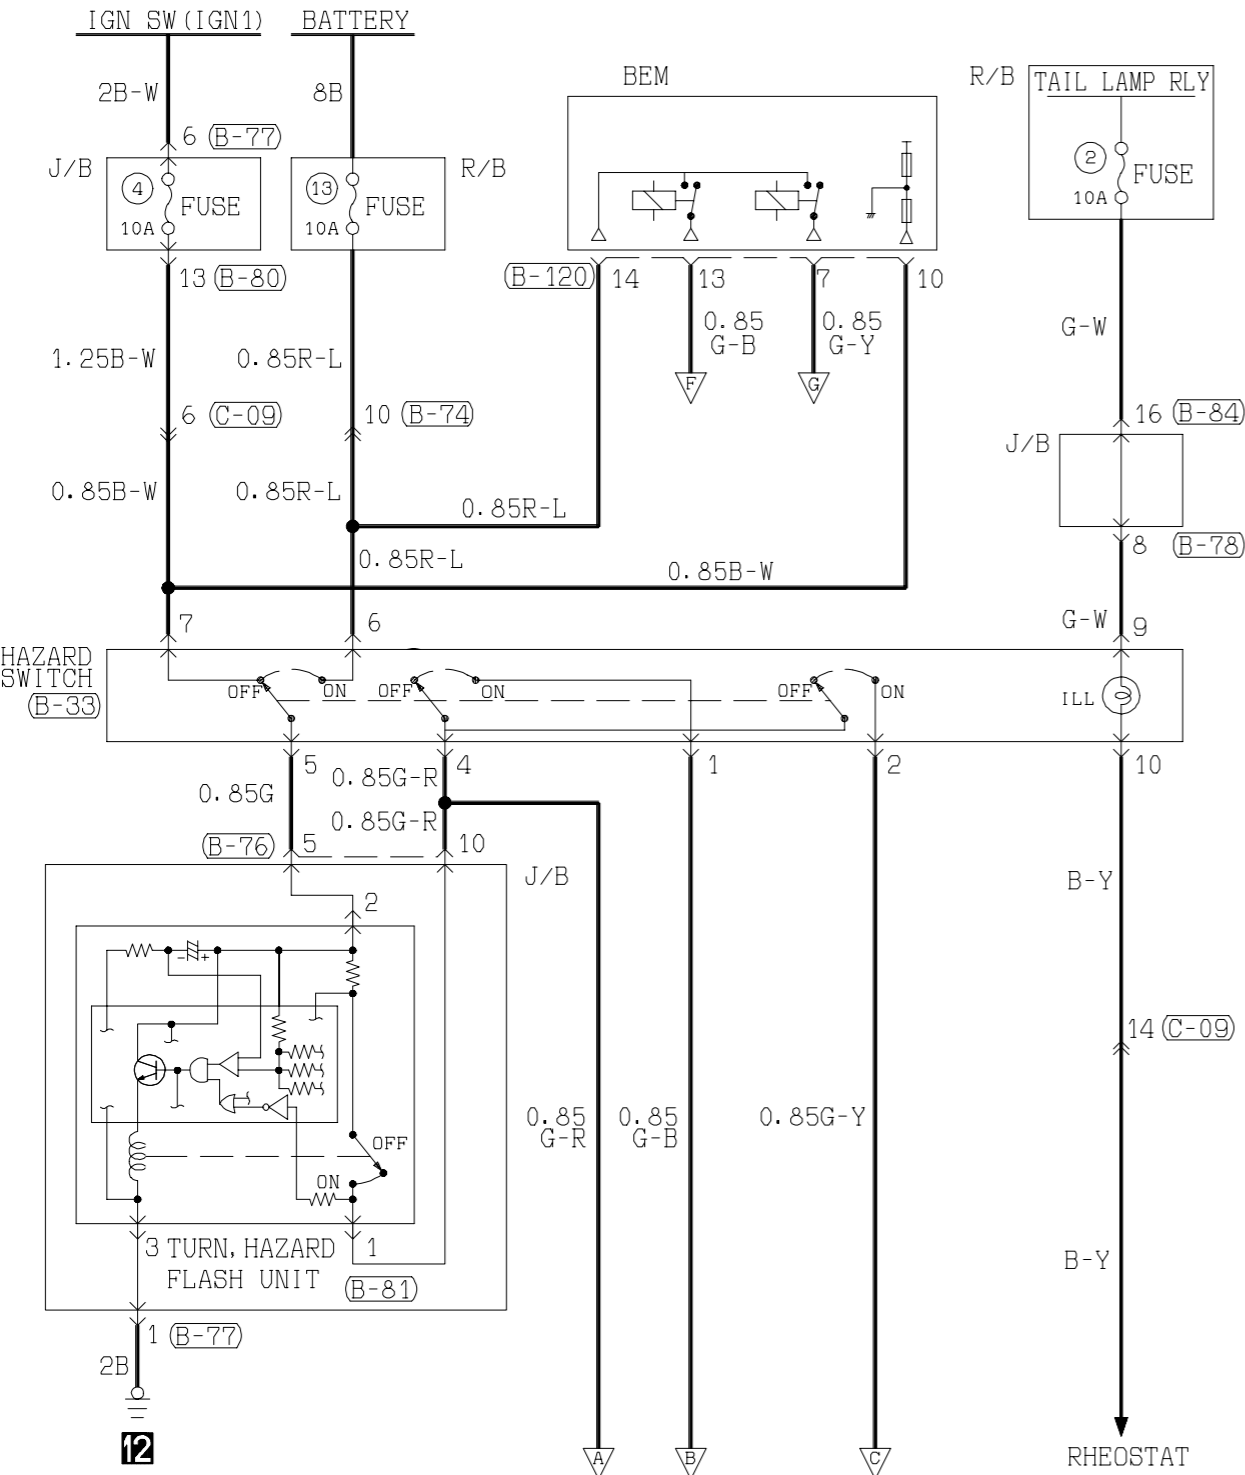 IGN SW(IGN1)
BATTERY
BEM
R/B
TAIL LAMP RLY
2B-W
8B
6 B-77
J/B
4
FUSE
10A
13
FUSE
10A
R/B
2
FUSE
10A
13 B-80
B-120
14
13
7
10
0.85
G-B
0.85
G-Y
F
G
G-W
1.25B-W
0.85R-L
6 C-09
10 B-74
16 B-84
J/B
0.85B-W
0.85R-L
0.85R-L
0.85R-L
0.85B-W
8
B-78
7
6
G-W
9
HAZARD
SWITCH
B-33
OFF
ON
OFF
ON
OFF
ON
ILL
5
4
1
2
10
0.85G
0.85G-R
0.85G-R
B-76
5
10
J/B
B-Y
2
- +
14 C-09
0.85
G-R
0.85
G-B
0.85G-Y
OFF
ON
3
TURN, HAZARD
FLASH UNIT
1
B-81
B-Y
1 B-77
2B
12
A
B
C
RHEOSTAT